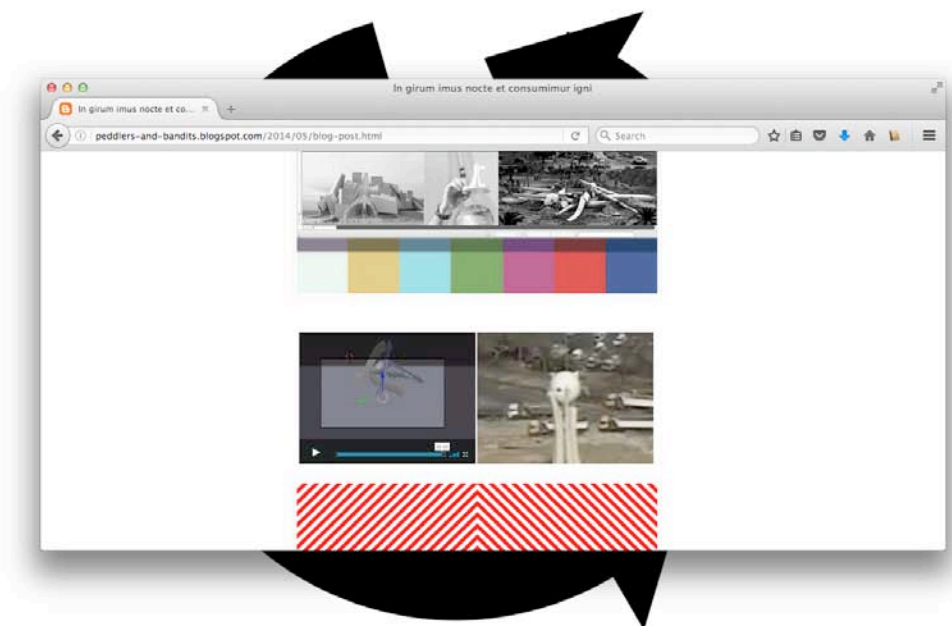 In girum imus nocte et consumimur igni
In girum imus nocte et co...
peddlers-and-bandits.blogspot.com/2014/05/blog-post.html
Search